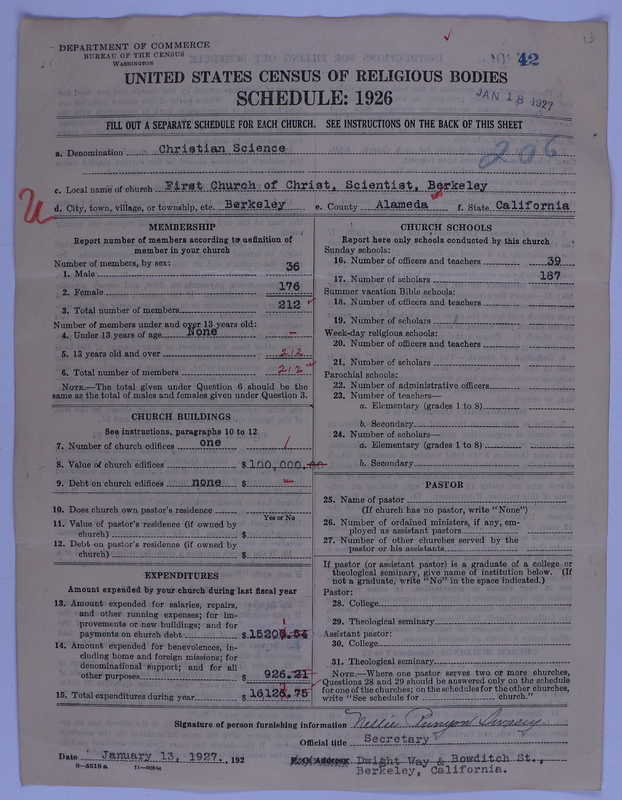 DEPARTMENT OF COMMERCE
BUREAU OF THE CENSUS
WASHINGTON
42
UNITED STATES CENSUS OF RELIGIOUS BODIES
SCHEDULE: 1926
JAN 18 1927
FILL OUT A SEPARATE SCHEDULE FOR EACH CHURCH. SEE INSTRUCTIONS ON THE BACK OF THIS SHEET
a. Denomination Christian Science
206
c. Local name of church First Church of Christ, Scientist, Berkeley
d. City, town, village, or township, etc. Berkeley e. County Alameda f. State California
MEMBERSHIP
Report number of members according to definition of
member in your church
Number of members, by sex:
1. Male 36
2. Female 176
3. Total number of members 212
Number of members under and over 13 years old:
4. Under 13 years of age None –
5. 13 years old and over 212
6. Total number of members 212
NOTE.—The total given under Question 6 should be the
same as the total of males and females given under Question 3.
CHURCH BUILDINGS
See instructions, paragraphs 10 to 12
7. Number of church edifices one 1
8. Value of church edifices $100,000.00
9. Debt on church edifices none $ –
10. Does church own pastor's residence
Yes or No
11. Value of pastor's residence (if owned by
church) $
12. Debt on pastor's residence (if owned by
church) $
EXPENDITURES
Amount expended by your church during last fiscal year
13. Amount expended for salaries, repairs,
and other running expenses; for im-
provements or new buildings; and for
payments on church debt $
14. Amount expended for benevolences, in-
cluding home and foreign missions; for
denominational support; and for all
other purposes $ 926.21
15. Total expenditures during year $
CHURCH SCHOOLS
Report here only schools conducted by this church
Sunday schools:
16. Number of officers and teachers 39
17. Number of scholars 187
Summer vacation Bible schools:
18. Number of officers and teachers
19. Number of scholars
Week-day religious schools:
20. Number of officers and teachers
21. Number of scholars
Parochial schools:
22. Number of administrative officers
23. Number of teachers—
a. Elementary (grades 1 to 8)
b. Secondary
24. Number of scholars—
a. Elementary (grades 1 to 8)
b. Secondary
PASTOR
25. Name of pastor
(If church has no pastor, write "None")
26. Number of ordained ministers, if any, em-
ployed as assistant pastors
27. Number of other churches served by the
pastor or his assistants
If pastor (or assistant pastor) is a graduate of a college or
theological seminary, give name of institution below. (If
not a graduate, write "No" in the space indicated.)
Pastor:
28. College
29. Theological seminary
Assistant pastor:
30. College
31. Theological seminary
NOTE.—Where one pastor serves two or more churches,
Questions 28 and 29 should be answered only on the schedule
for one of the churches; on the schedules for the other churches,
write "See schedule for church."
Signature of person furnishing information Nellie Runyon
Official title Secretary
Date January 13, 1927., 192 P. O. Address Dwight Way & Bowditch St.,
8—5518 a Berkeley, California.